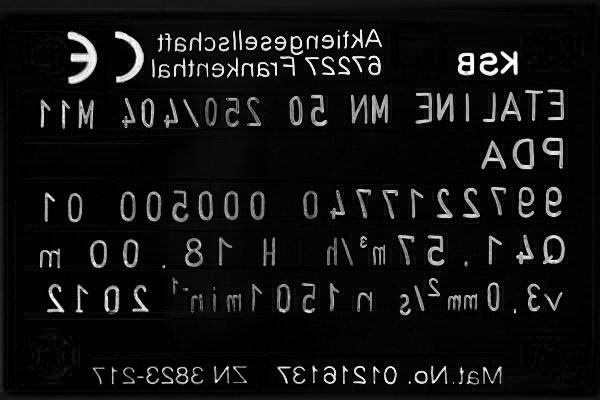 KSB Aktiengesellschaft CE
67227 Frankenthal
ETALINE MN 50 250/404 M11
PDA
9972217740 000500 01
Q41.57m³/h H 18.00 m
v3.0mm²/s n1501min⁻¹ 2012
Mat.No. 01216137 ZN 3823-217